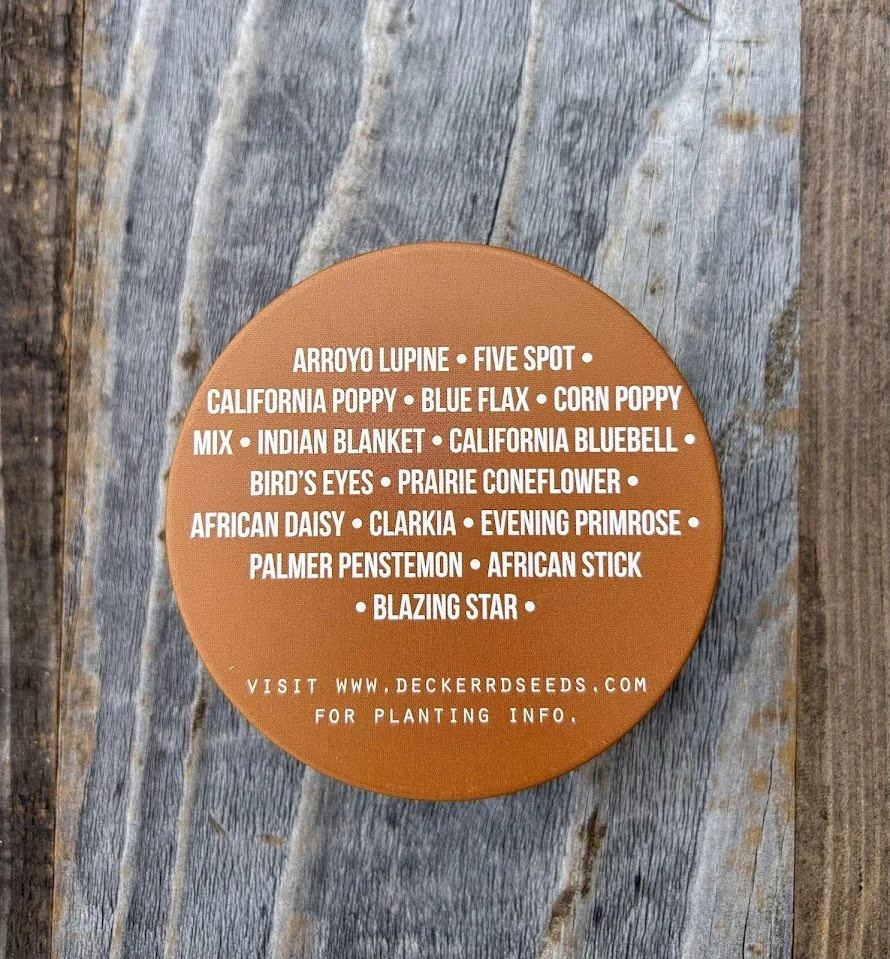 ARROYO LUPINE • FIVE SPOT •
CALIFORNIA POPPY • BLUE FLAX • CORN POPPY
MIX • INDIAN BLANKET • CALIFORNIA BLUEBELL •
BIRD'S EYES • PRAIRIE CONEFLOWER •
AFRICAN DAISY • CLARKIA • EVENING PRIMROSE •
PALMER PENSTEMON • AFRICAN STICK
• BLAZING STAR •
VISIT WWW.DECKERRDSEEDS.COM
FOR PLANTING INFO.